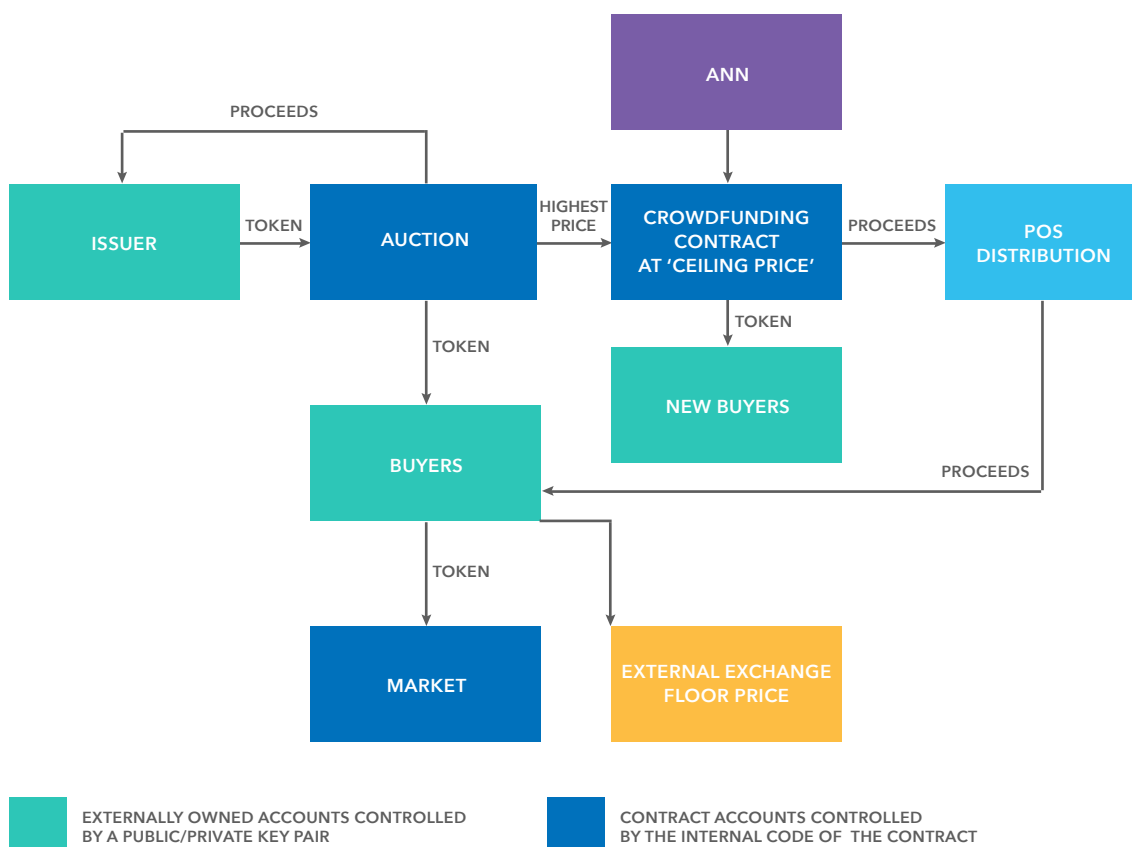 ANN
PROCEEDS
ISSUER
TOKEN
AUCTION
HIGHEST
PRICE
CROWDFUNDING
CONTRACT
AT ‘CEILING PRICE’
PROCEEDS
POS
DISTRIBUTION
TOKEN
TOKEN
NEW BUYERS
BUYERS
PROCEEDS
TOKEN
MARKET
EXTERNAL EXCHANGE
FLOOR PRICE
EXTERNALLY OWNED ACCOUNTS CONTROLLED
BY A PUBLIC/PRIVATE KEY PAIR
CONTRACT ACCOUNTS CONTROLLED
BY THE INTERNAL CODE OF THE CONTRACT